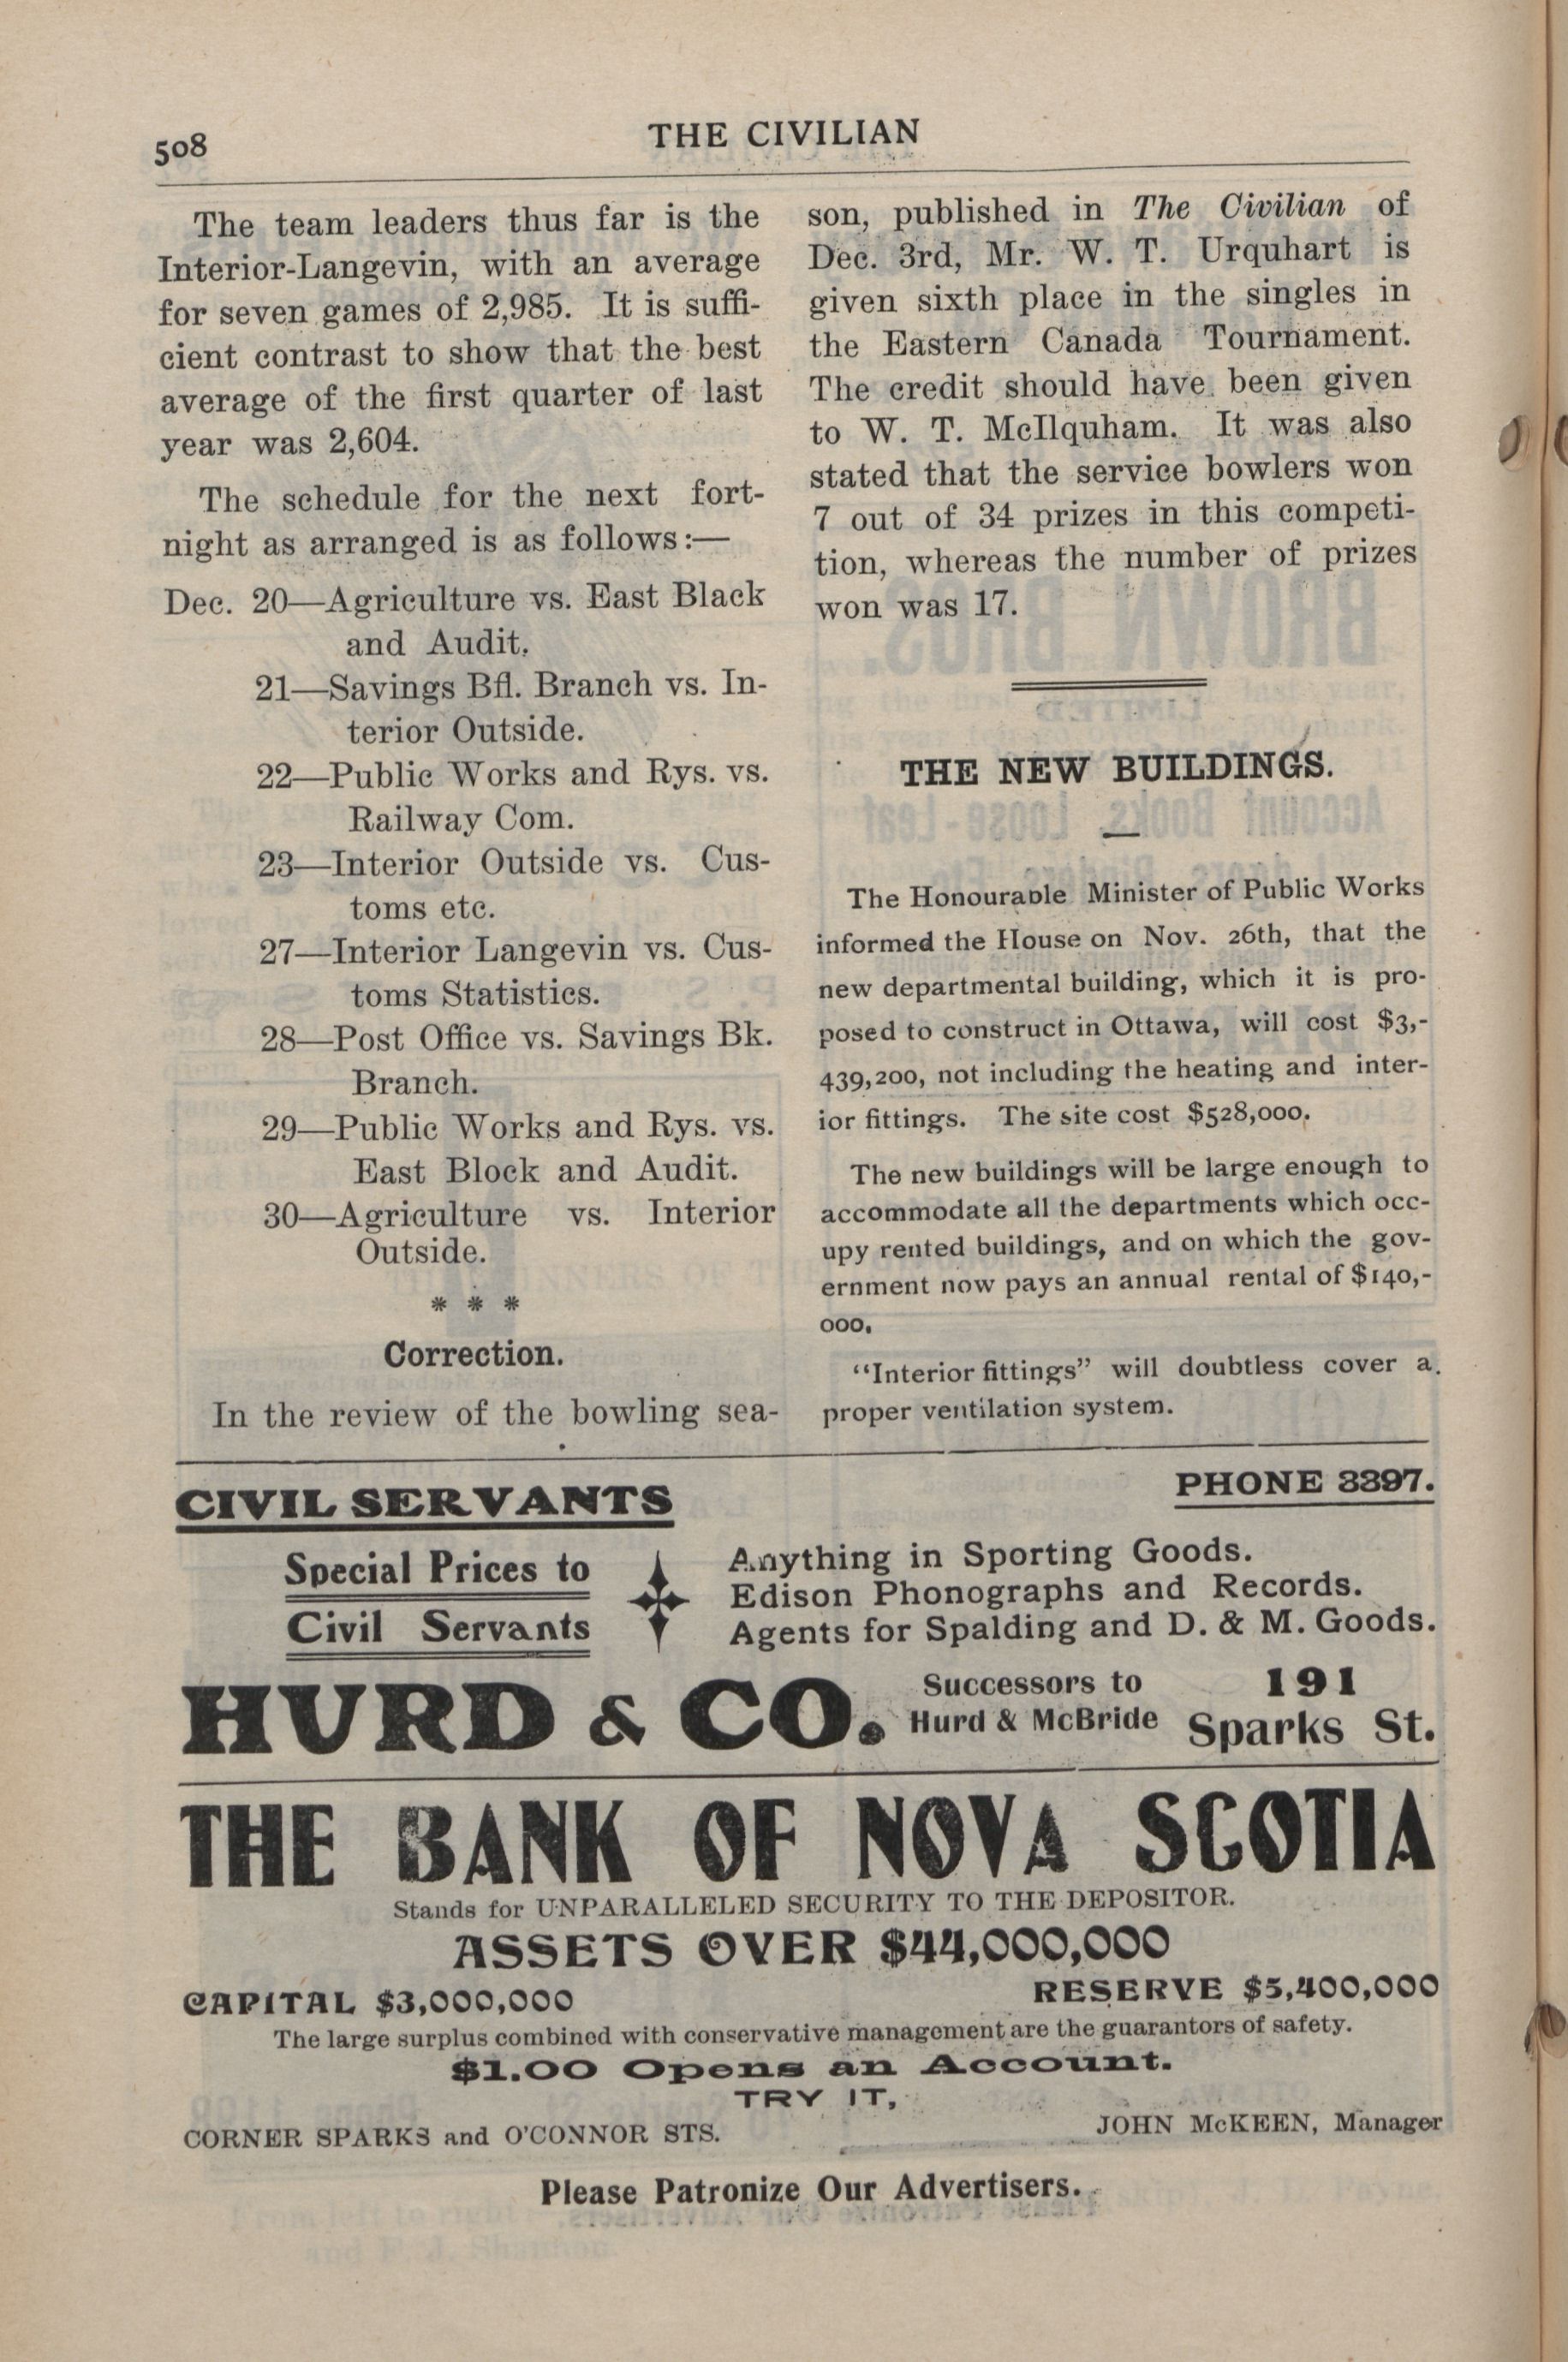 508
THE CIVILIAN
The team leaders thus far is the
Interior-Langevin, with an average
for seven games of 2,985. It is suffi-
cient contrast to show that the best
average of the first quarter of last
year was 2,604.
The schedule for the next fort-
night as arranged is as follows:—
Dec. 20—Agriculture vs. East Black
and Audit.
21—Savings Bfl. Branch vs. In-
terior Outside.
22—Public Works and Rys. vs.
Railway Com.
23—Interior Outside vs. Cus-
toms etc.
27—Interior Langevin vs. Cus-
toms Statistics.
28—Post Office vs. Savings Bk.
Branch.
29—Public Works and Rys. vs.
East Block and Audit.
30—Agriculture vs. Interior
Outside.
* * *
Correction.
In the review of the bowling sea-
son, published in The Civilian of
Dec. 3rd, Mr. W. T. Urquhart is
given sixth place in the singles in
the Eastern Canada Tournament.
The credit should have been given
to W. T. McIlquham. It was also
stated that the service bowlers won
7 out of 34 prizes in this competi-
tion, whereas the number of prizes
won was 17.
THE NEW BUILDINGS.
The Honourable Minister of Public Works
informed the House on Nov. 26th, that the
new departmental building, which it is pro-
posed to construct in Ottawa, will cost $3,-
439,200, not including the heating and inter-
ior fittings. The site cost $528,000.
The new buildings will be large enough to
accommodate all the departments which occ-
upy rented buildings, and on which the gov-
ernment now pays an annual rental of $140,-
000.
"Interior fittings" will doubtless cover a
proper ventilation system.
CIVIL SERVANTS
PHONE 3397.
Special Prices to
Civil Servants
Anything in Sporting Goods.
Edison Phonographs and Records.
Agents for Spalding and D. & M. Goods.
HURD & CO.
Successors to
Hurd & McBride
191
Sparks St.
THE BANK OF NOVA SCOTIA
Stands for UNPARALLELED SECURITY TO THE DEPOSITOR.
ASSETS OVER $44,000,000
CAPITAL $3,000,000
RESERVE $5,400,000
The large surplus combined with conservative management are the guarantors of safety.
$1.00 Opens an Account.
TRY IT,
CORNER SPARKS and O'CONNOR STS.
JOHN McKEEN, Manager
Please Patronize Our Advertisers.